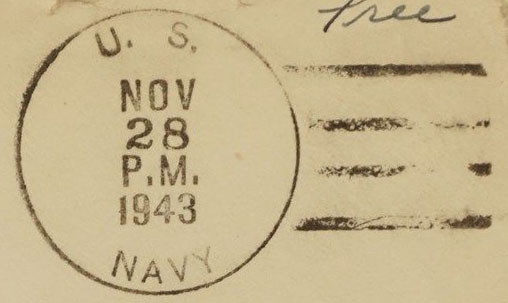 Free
U. S.
NOV
28
P.M.
1943
NAVY